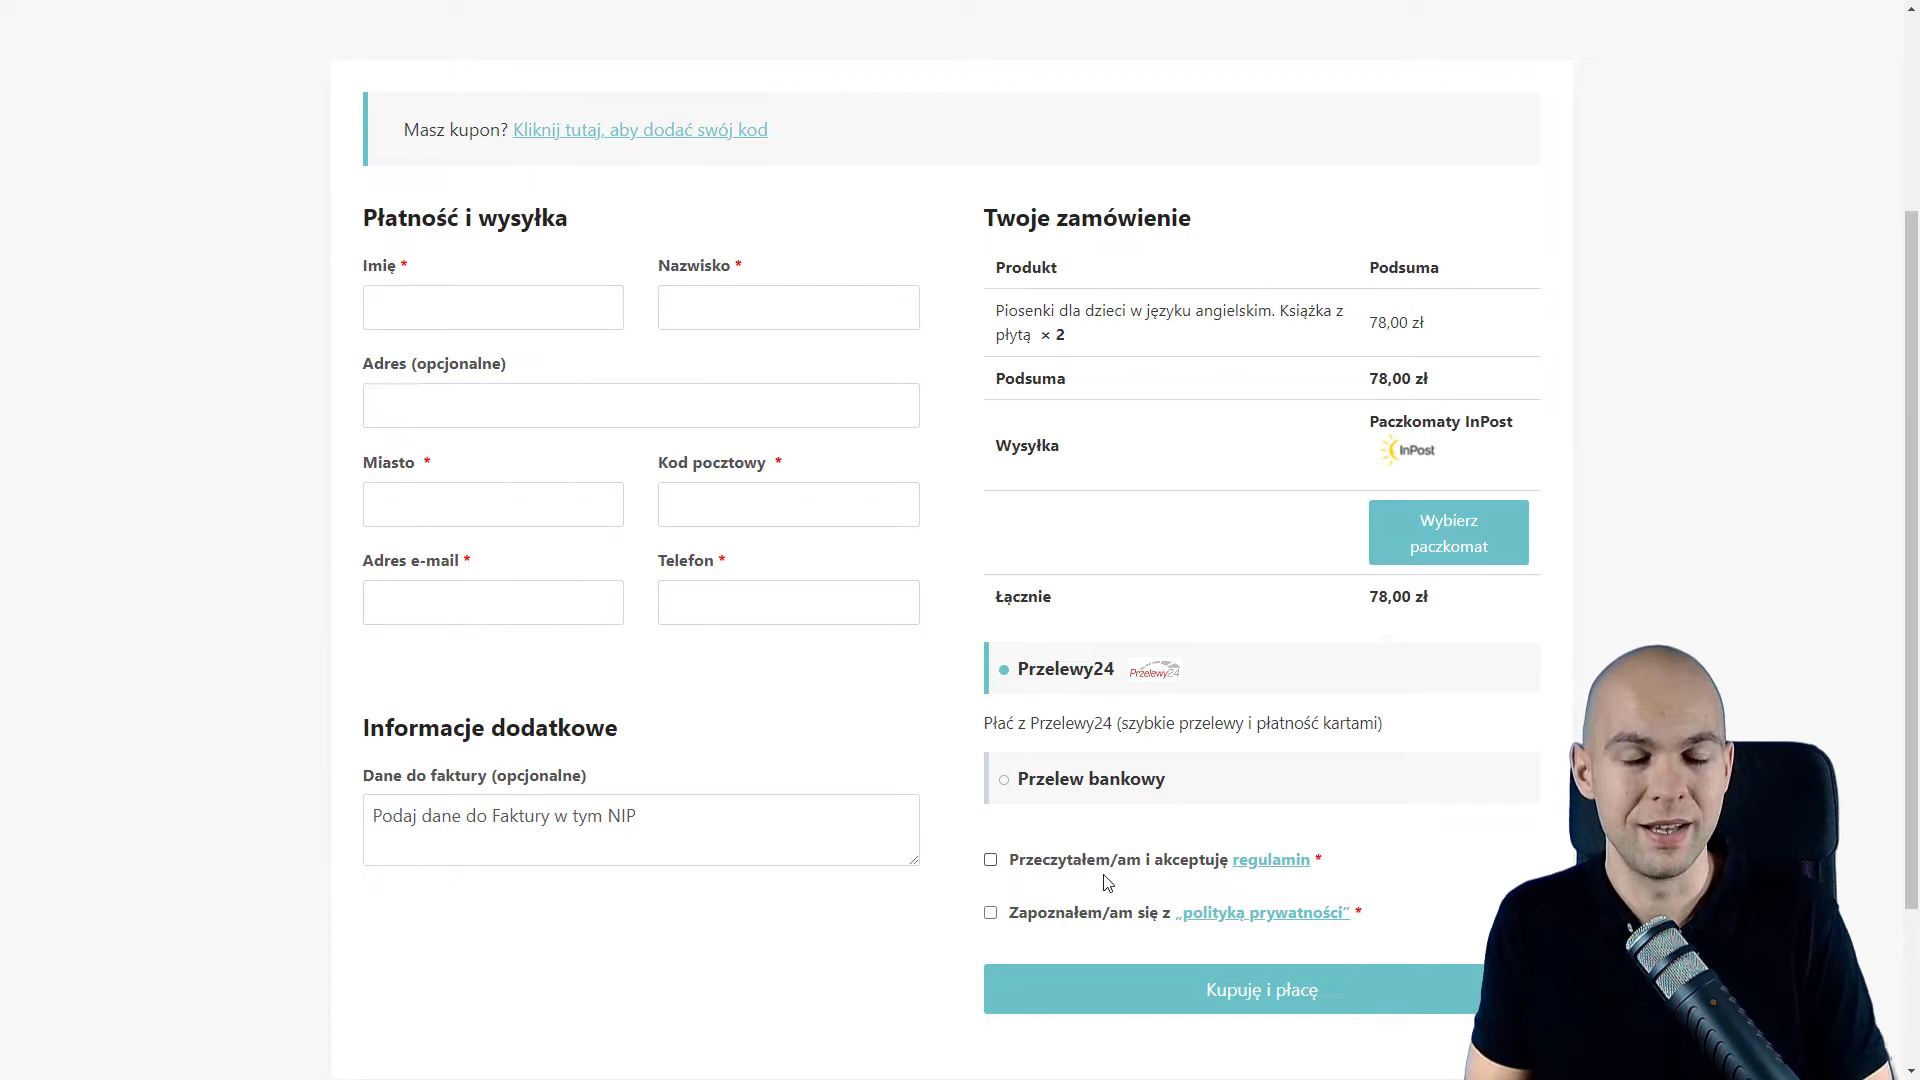 Masz kupon? Kliknij tutaj, aby dodać swój kod
Płatność i wysyłka
Imię *
Nazwisko *
Adres (opcjonalne)
Miasto *
Kod pocztowy *
Adres e-mail *
Telefon *
Informacje dodatkowe
Dane do faktury (opcjonalne)
Podaj dane do Faktury w tym NIP
Twoje zamówienie
Produkt
Podsuma
Piosenki dla dzieci w języku angielskim. Książka z
płytą × 2
78,00 zł
Podsuma
78,00 zł
Wysyłka
Paczkomaty InPost
InPost
Wybierz
paczkomat
Łącznie
78,00 zł
Przelewy24
Przelewy24
Płać z Przelewy24 (szybkie przelewy i płatność kartami)
Przelew bankowy
Przeczytałem/am i akceptuję regulamin *
Zapoznałem/am się z „polityką prywatności” *
Kupuję i płacę